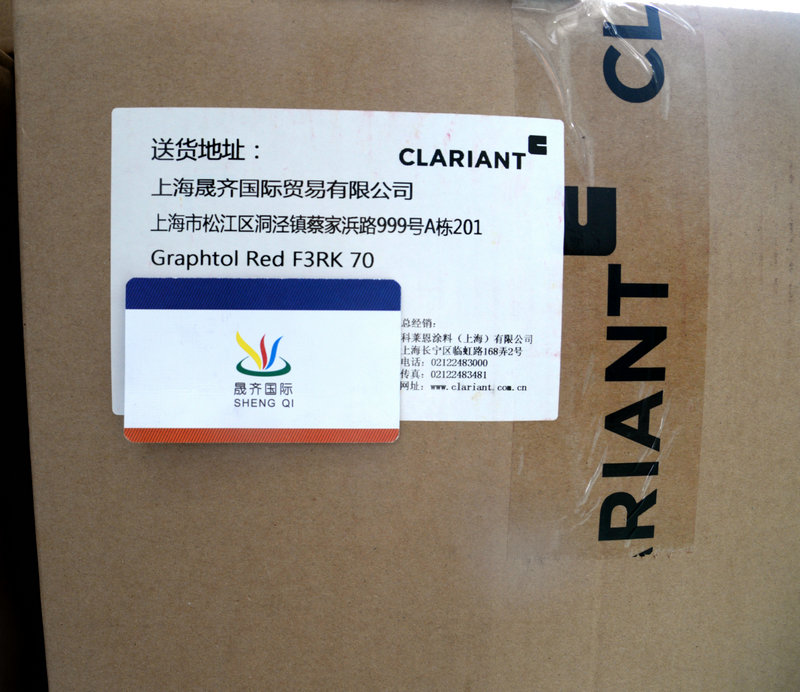 送货地址：
CLARIANT
上海晟齐国际贸易有限公司
上海市松江区洞泾镇蔡家浜路999号A栋201
Graphtol Red F3RK 70
总经销：
科莱恩涂料（上海）有限公司
上海长宁区临虹路168弄2号
电话：02122483000
传真：02122483481
网址：www.clariant.com.cn
晟齐国际
SHENG QI
CL
ARIANT